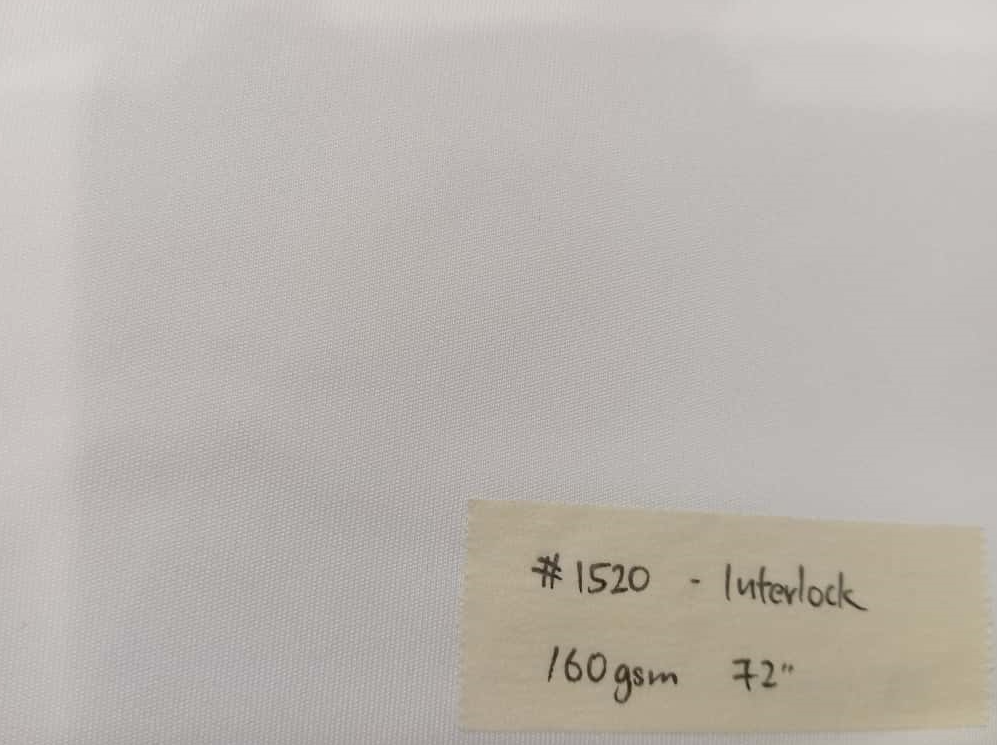 #1520 - Interlock
160gsm 72"